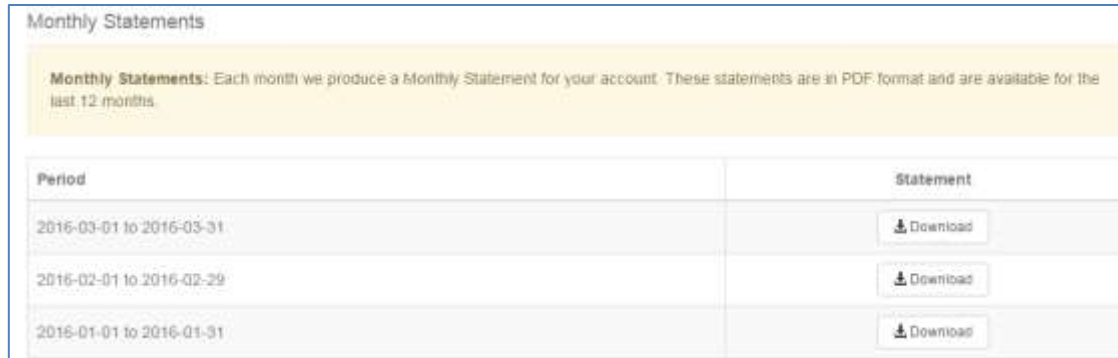 Monthly Statements
Monthly Statements: Each month we produce a Monthly Statement for your account. These statements are in PDF format and are available for the
last 12 months.
Period Statement
2016-03-01 to 2016-03-31 Download
2016-02-01 to 2016-02-29 Download
2016-01-01 to 2016-01-31 Download